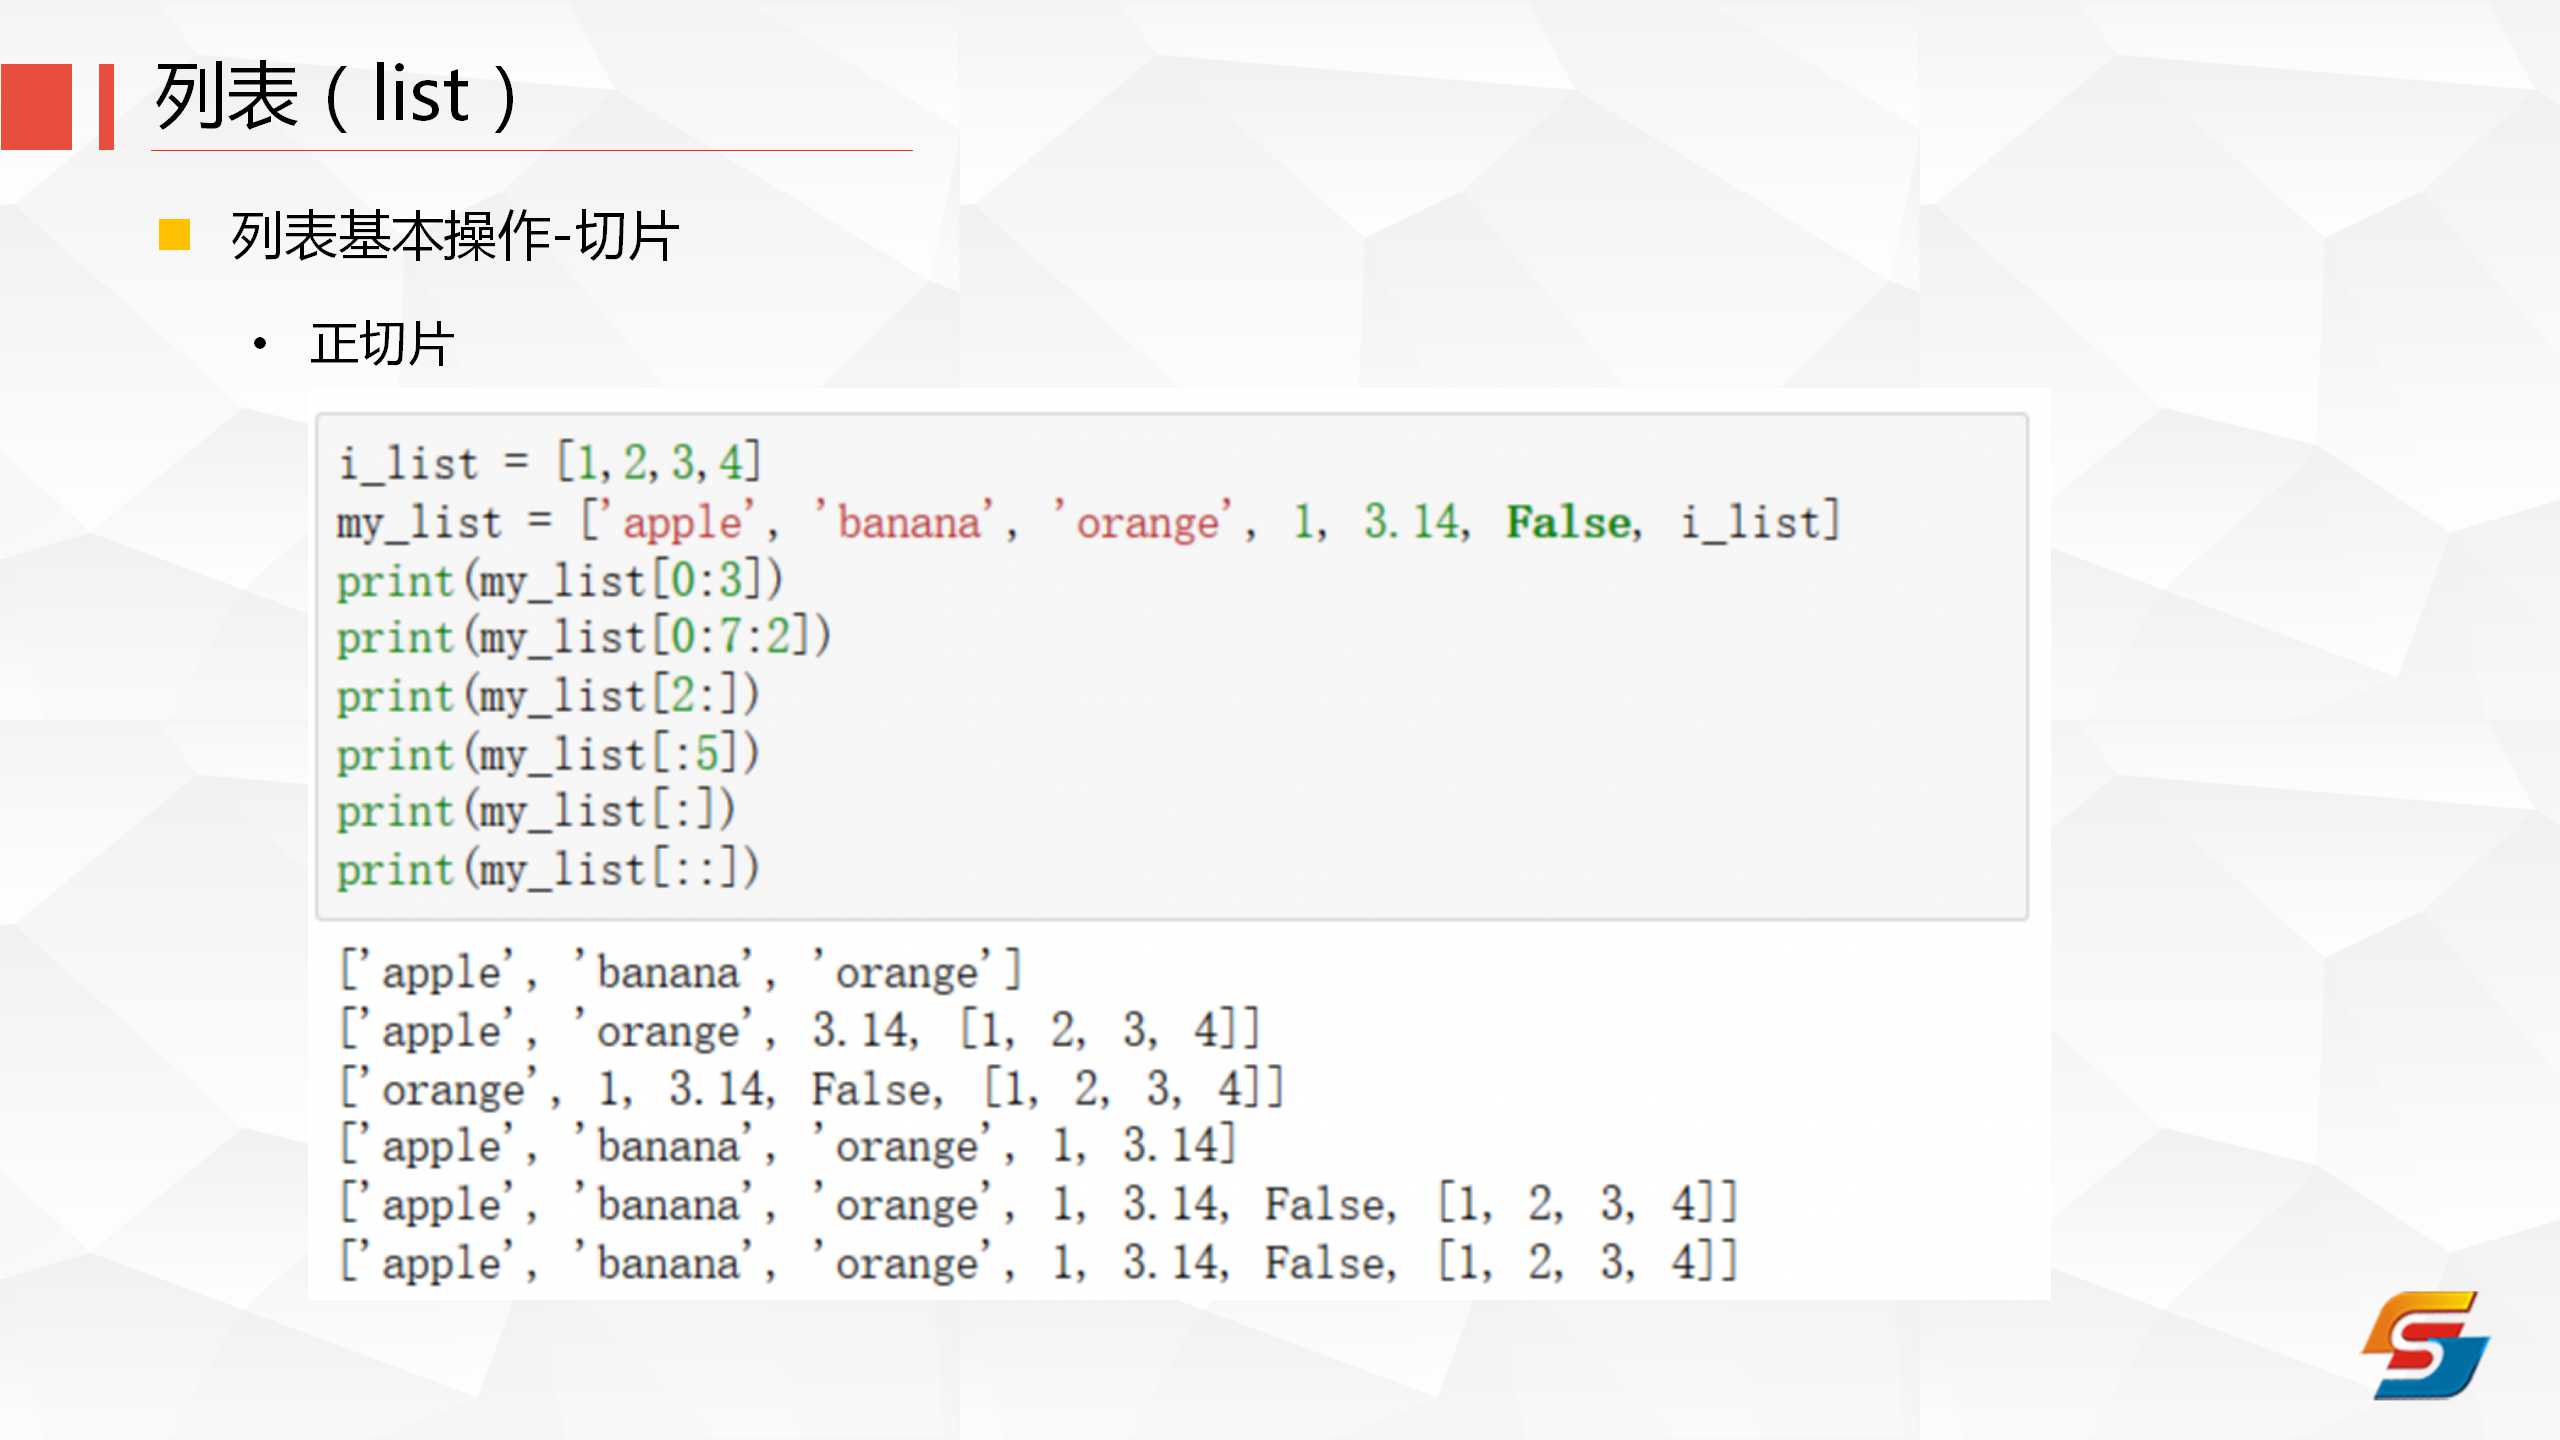 列表（list）
列表基本操作-切片
• 正切片
i_list = [1,2,3,4]
my_list = ['apple', 'banana', 'orange', 1, 3.14, False, i_list]
print(my_list[0:3])
print(my_list[0:7:2])
print(my_list[2:])
print(my_list[:5])
print(my_list[:])
print(my_list[::])
['apple', 'banana', 'orange']
['apple', 'orange', 3.14, [1, 2, 3, 4]]
['orange', 1, 3.14, False, [1, 2, 3, 4]]
['apple', 'banana', 'orange', 1, 3.14]
['apple', 'banana', 'orange', 1, 3.14, False, [1, 2, 3, 4]]
['apple', 'banana', 'orange', 1, 3.14, False, [1, 2, 3, 4]]